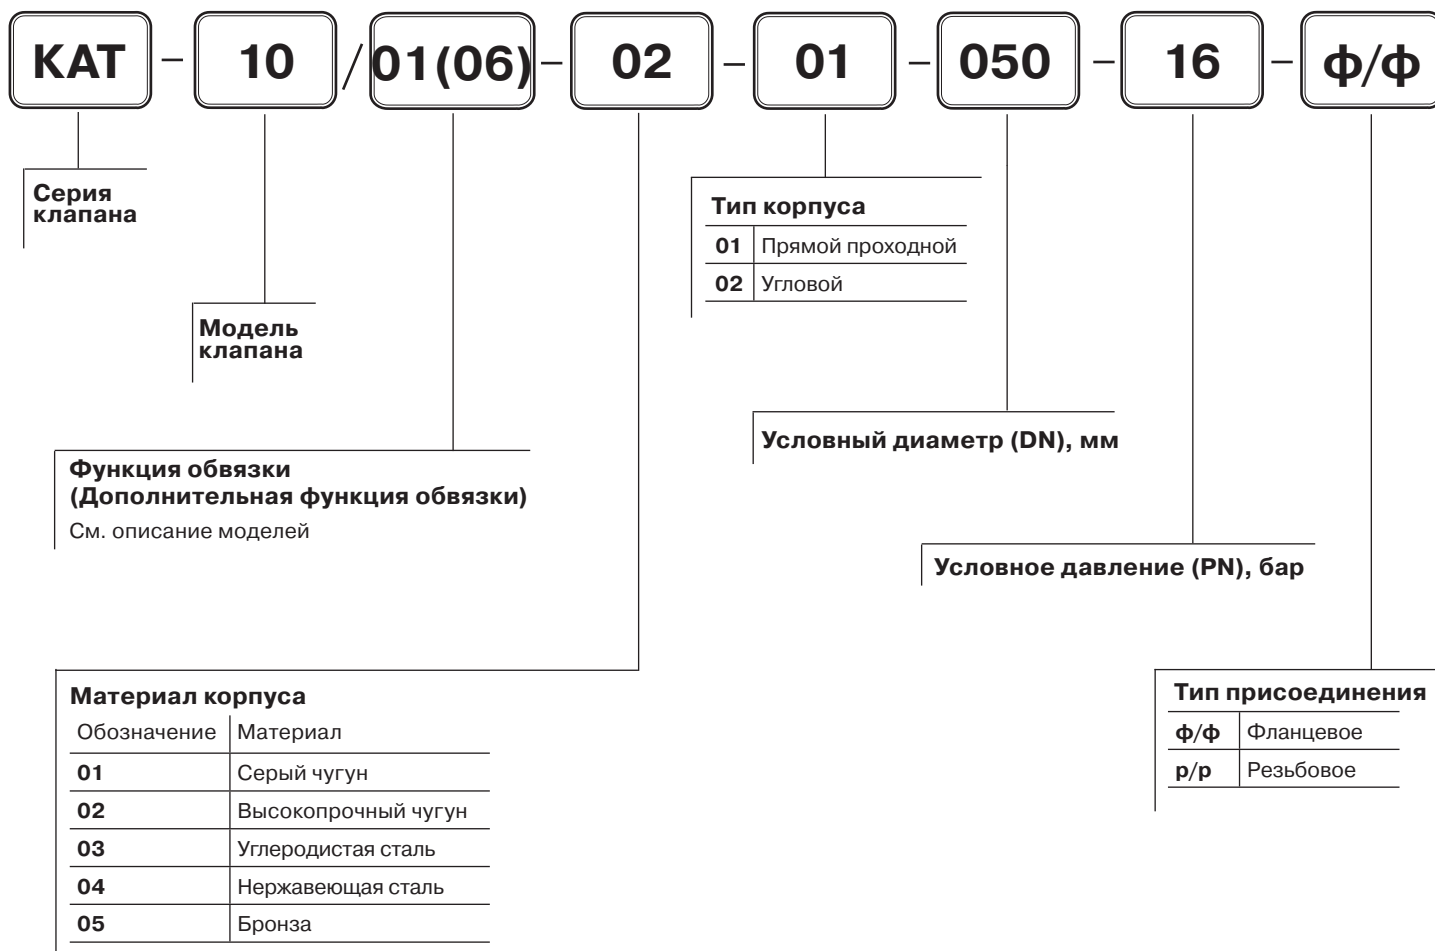 КАТ – 10 / 01(06) – 02 – 01 – 050 – 16 – ф/ф
Серия
клапана
Модель
клапана
Функция обвязки
(Дополнительная функция обвязки)
См. описание моделей
Материал корпуса
Обозначение Материал
01 Серый чугун
02 Высокопрочный чугун
03 Углеродистая сталь
04 Нержавеющая сталь
05 Бронза
Тип корпуса
01 Прямой проходной
02 Угловой
Условный диаметр (DN), мм
Условное давление (PN), бар
Тип присоединения
ф/ф Фланцевое
р/р Резьбовое